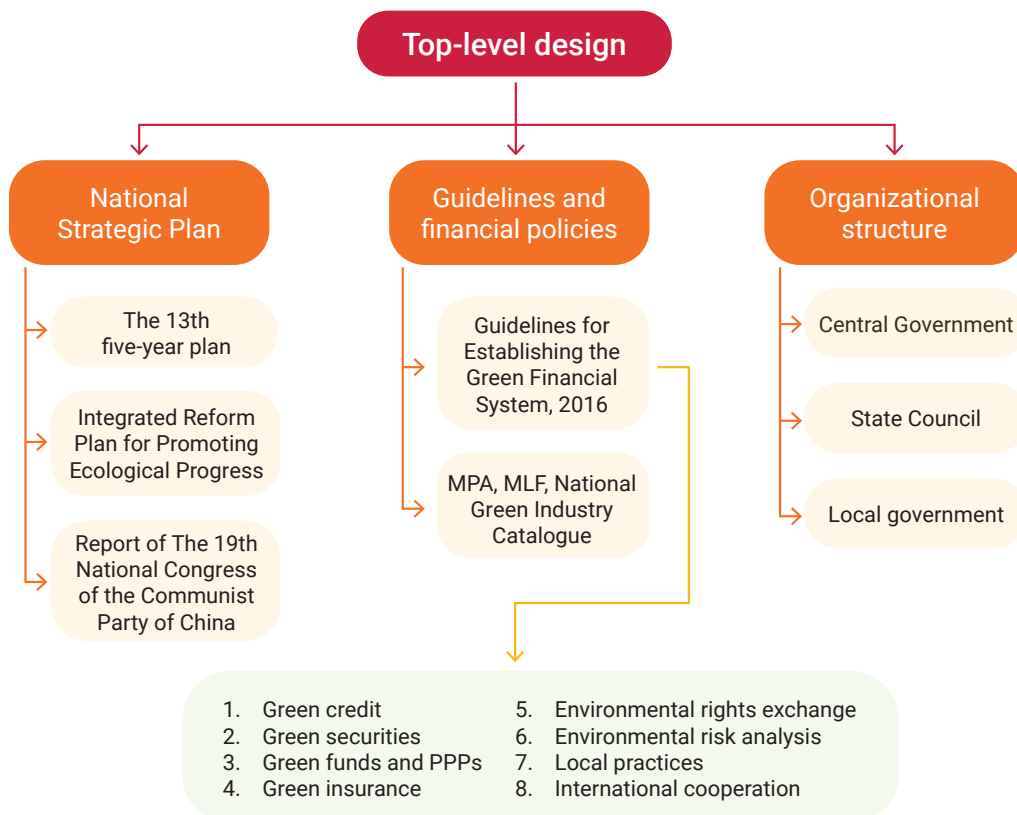 Top-level design
National
Strategic Plan
The 13th
five-year plan
Integrated Reform
Plan for Promoting
Ecological Progress
Report of The 19th
National Congress
of the Communist
Party of China
Guidelines and
financial policies
Guidelines for
Establishing the
Green Financial
System, 2016
MPA, MLF, National
Green Industry
Catalogue
Organizational
structure
Central Government
State Council
Local government
1. Green credit
2. Green securities
3. Green funds and PPPs
4. Green insurance
5. Environmental rights exchange
6. Environmental risk analysis
7. Local practices
8. International cooperation